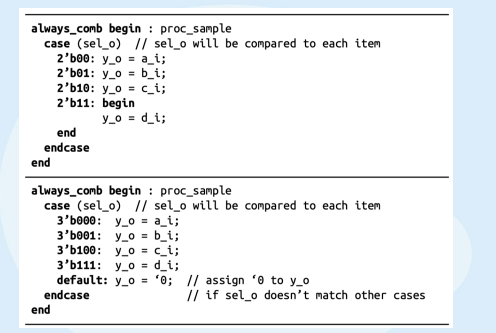 always_comb begin : proc_sample
case (sel_o) // sel_o will be compared to each item
2’b00: y_o = a_i;
2’b01: y_o = b_i;
2’b10: y_o = c_i;
2’b11: begin
y_o = d_i;
end
endcase
end
always_comb begin : proc_sample
case (sel_o) // sel_o will be compared to each item
3’b000: y_o = a_i;
3’b001: y_o = b_i;
3’b100: y_o = c_i;
3’b111: y_o = d_i;
default: y_o = ‘0; // assign ‘0 to y_o
endcase // if sel_o doesn’t match other cases
end